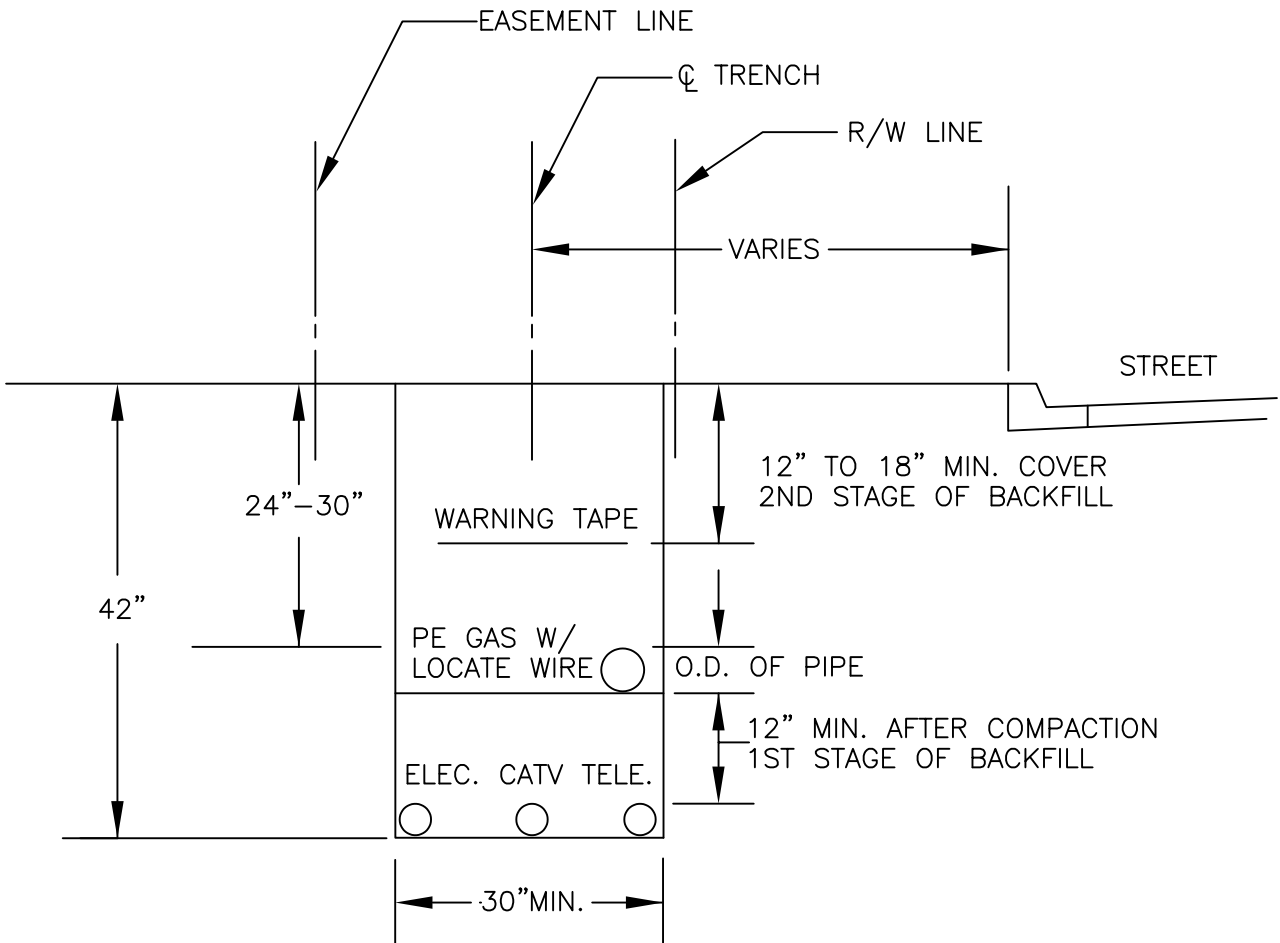 EASEMENT LINE
℄ TRENCH
R/W LINE
VARIES
STREET
12” TO 18” MIN. COVER
2ND STAGE OF BACKFILL
24”-30”
WARNING TAPE
42”
PE GAS W/
LOCATE WIRE
O.D. OF PIPE
12” MIN. AFTER COMPACTION
1ST STAGE OF BACKFILL
ELEC. CATV TELE.
30”MIN.